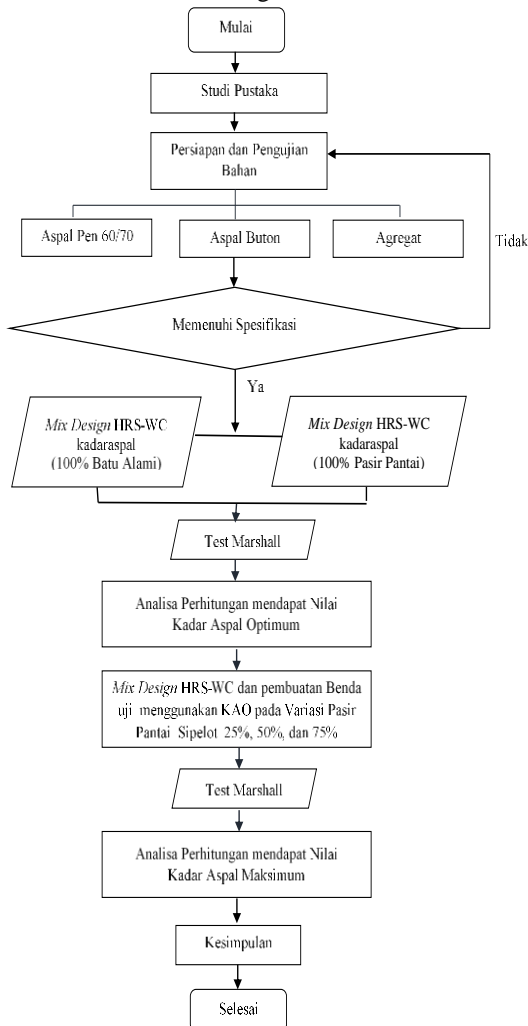 Mulai
Studi Pustaka
Persiapan dan Pengujian
Bahan
Aspal Pen 60/70
Aspal Buton
Agregat
Tidak
Memenuhi Spesifikasi
Ya
Mix Design HRS-WC
kadaraspal
(100% Batu Alami)
Mix Design HRS-WC
kadaraspal
(100% Pasir Pantai)
Test Marshall
Analisa Perhitungan mendapat Nilai
Kadar Aspal Optimum
Mix Design HRS-WC dan pembuatan Benda
uji menggunakan KAO pada Variasi Pasir
Pantai Sipelot 25%, 50%, dan 75%
Test Marshall
Analisa Perhitungan mendapat Nilai
Kadar Aspal Maksimum
Kesimpulan
Selesai